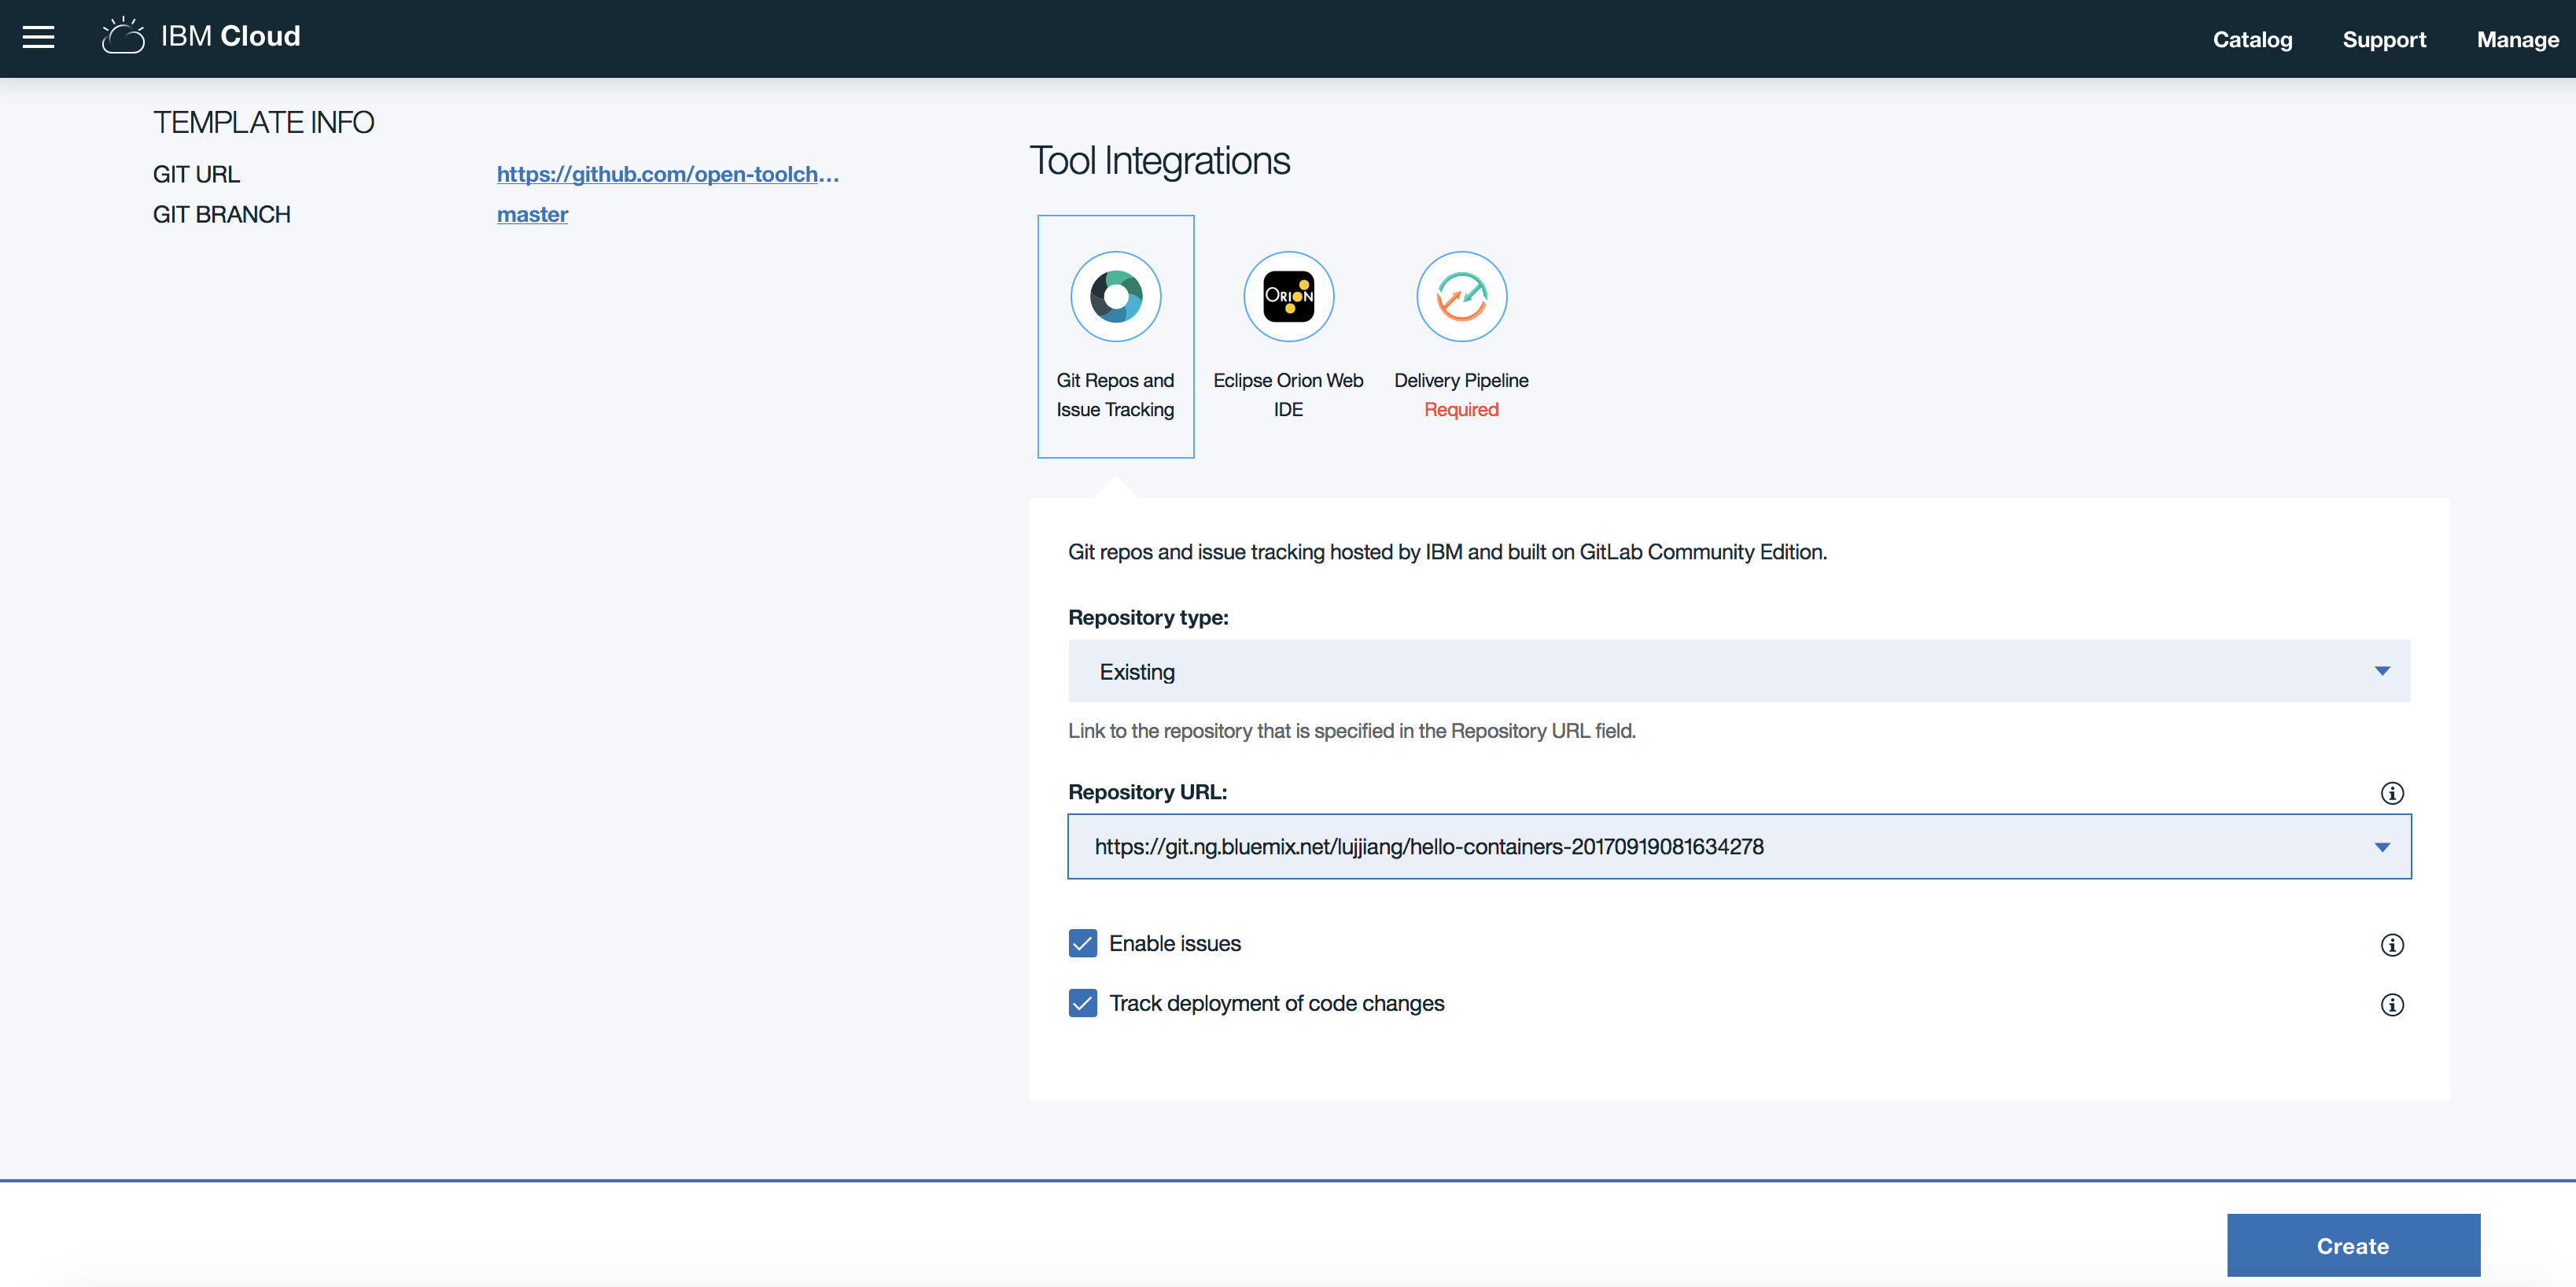 IBM Cloud
Catalog
Support
Manage
TEMPLATE INFO
GIT URL
https://github.com/open-toolch...
GIT BRANCH
master
Tool Integrations
ORION
Git Repos and
Issue Tracking
Eclipse Orion Web
IDE
Delivery Pipeline
Required
Git repos and issue tracking hosted by IBM and built on GitLab Community Edition.
Repository type:
Existing
Link to the repository that is specified in the Repository URL field.
Repository URL:
https://git.ng.bluemix.net/lujjiang/hello-containers-20170919081634278
Enable issues
Track deployment of code changes
Create